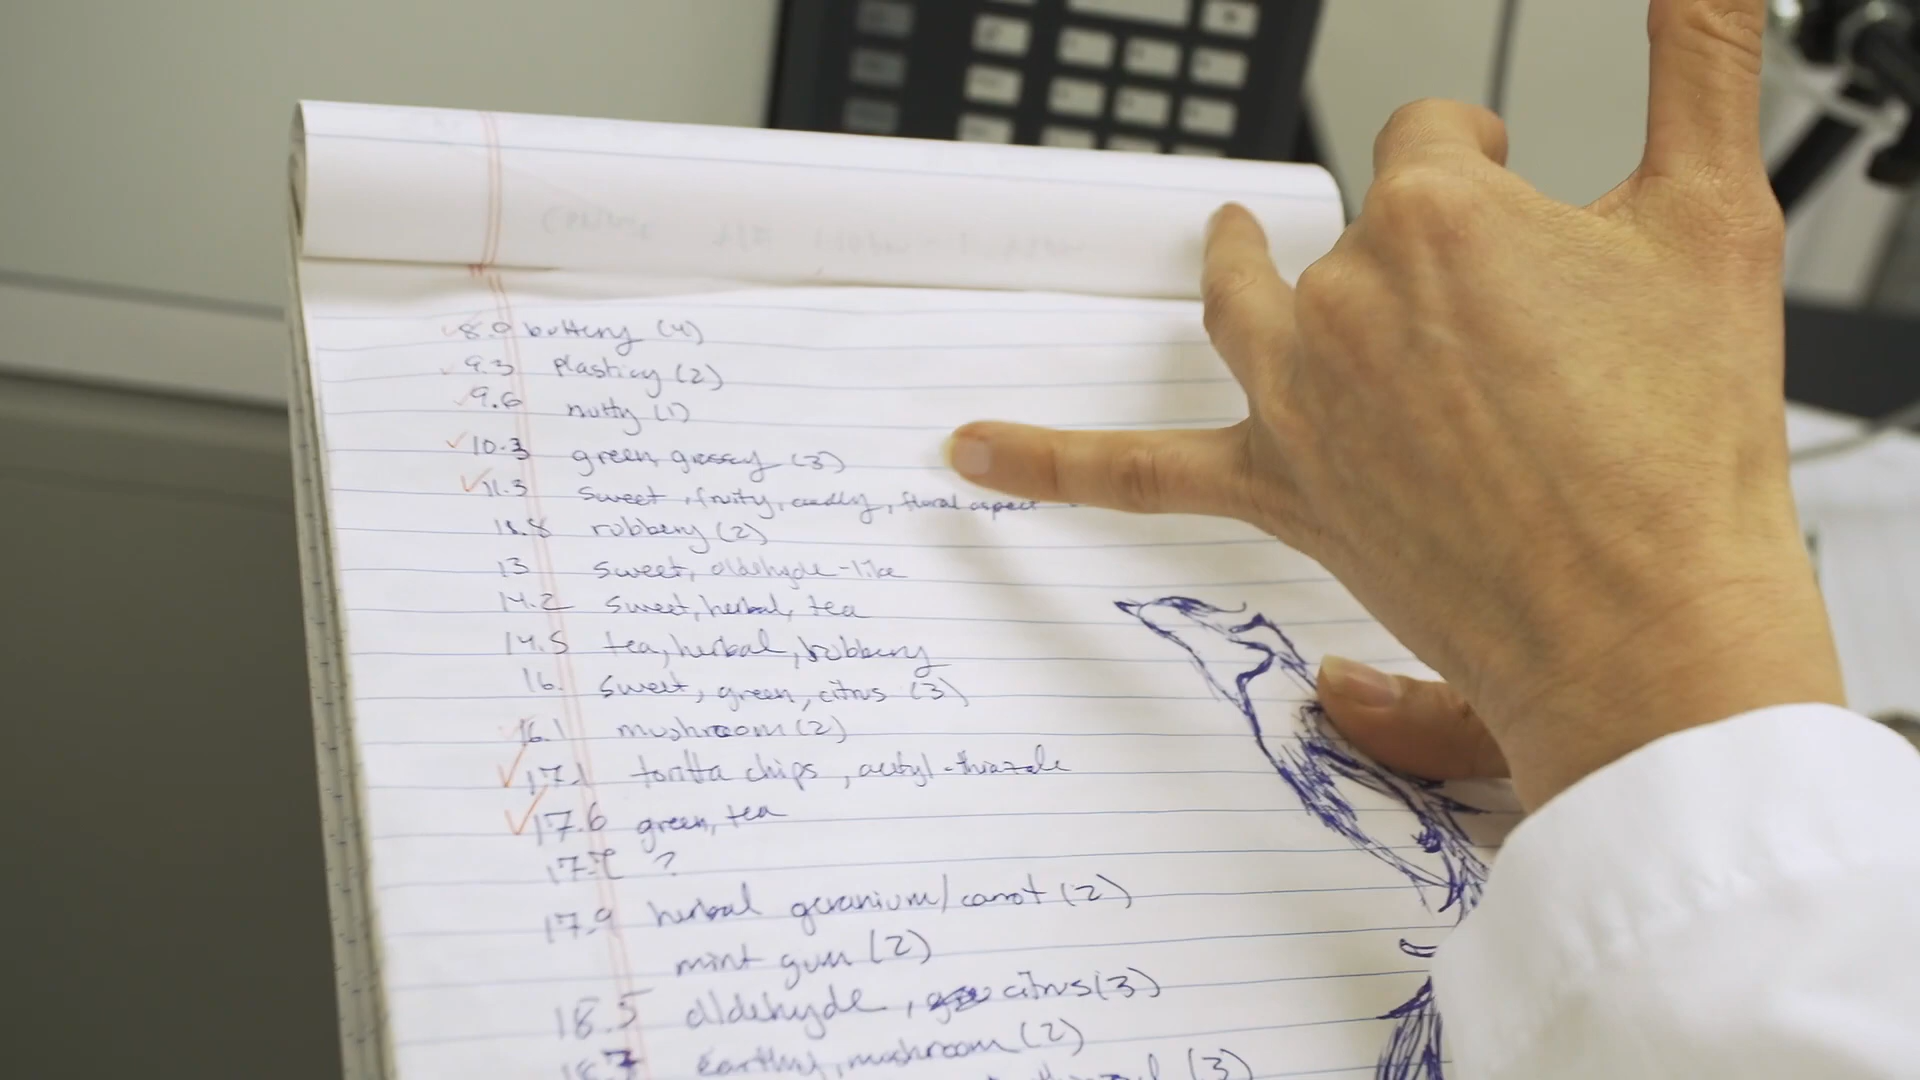 8.0 buttery (4)
9.3 plasticy (2)
9.6 nutty (1)
10.3 green, grassy (3)
11.3 sweet, fruity, candy, floral aspect
rubbery (2)
13 sweet, aldehyde-like
14.2 sweet, herbal, tea
14.5 tea, herbal, rubbery
16. sweet, green, citrus (3)
16.1 mushroom (2)
17.1 tortta chips, acetyl-thiazole
17.6 green, tea
?
17.9 herbal geranium/carrot (2)
mint gum (2)
18.5 aldehyde, citrus (3)
18.7 earthy, mushroom (2)
(3)